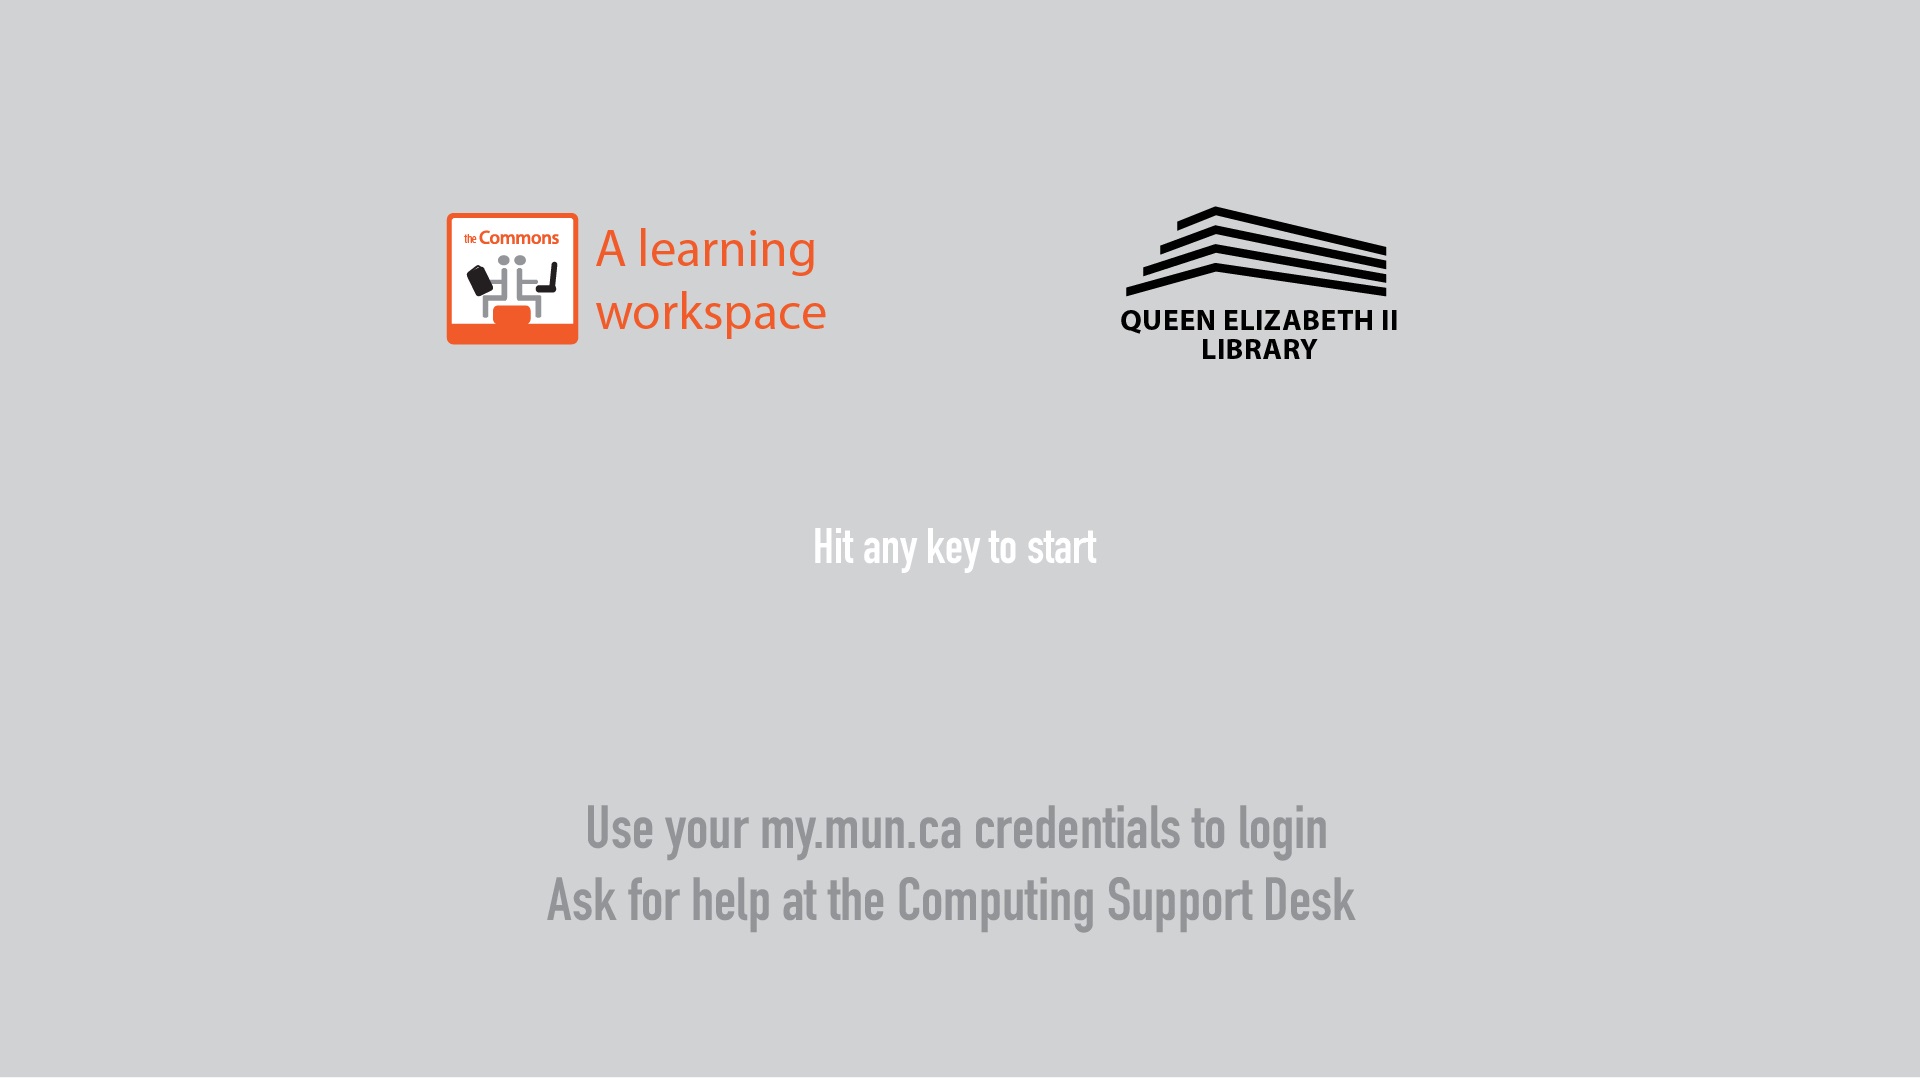 the Commons
A learning
workspace
QUEEN ELIZABETH II
LIBRARY
Hit any key to start
Use your my.mun.ca credentials to login
Ask for help at the Computing Support Desk